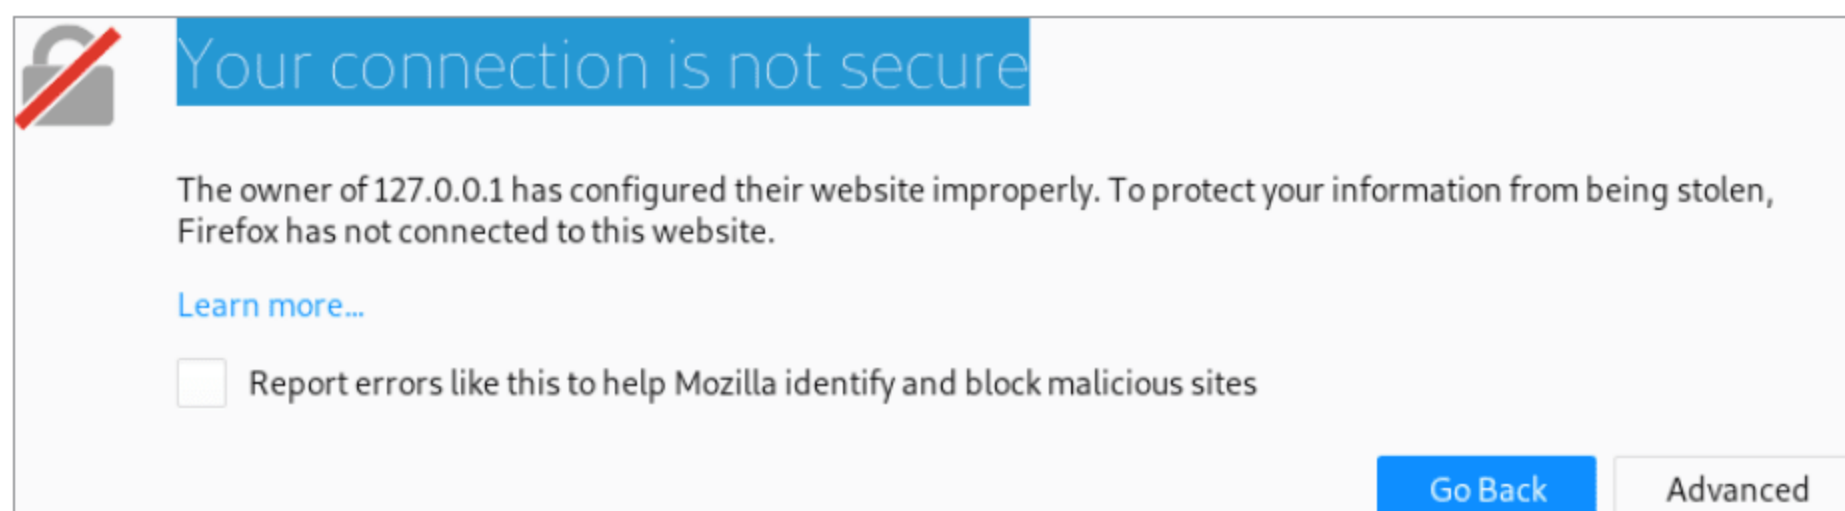 Your connection is not secure
The owner of 127.0.0.1 has configured their website improperly. To protect your information from being stolen,
Firefox has not connected to this website.
Learn more...
Report errors like this to help Mozilla identify and block malicious sites
Go Back Advanced